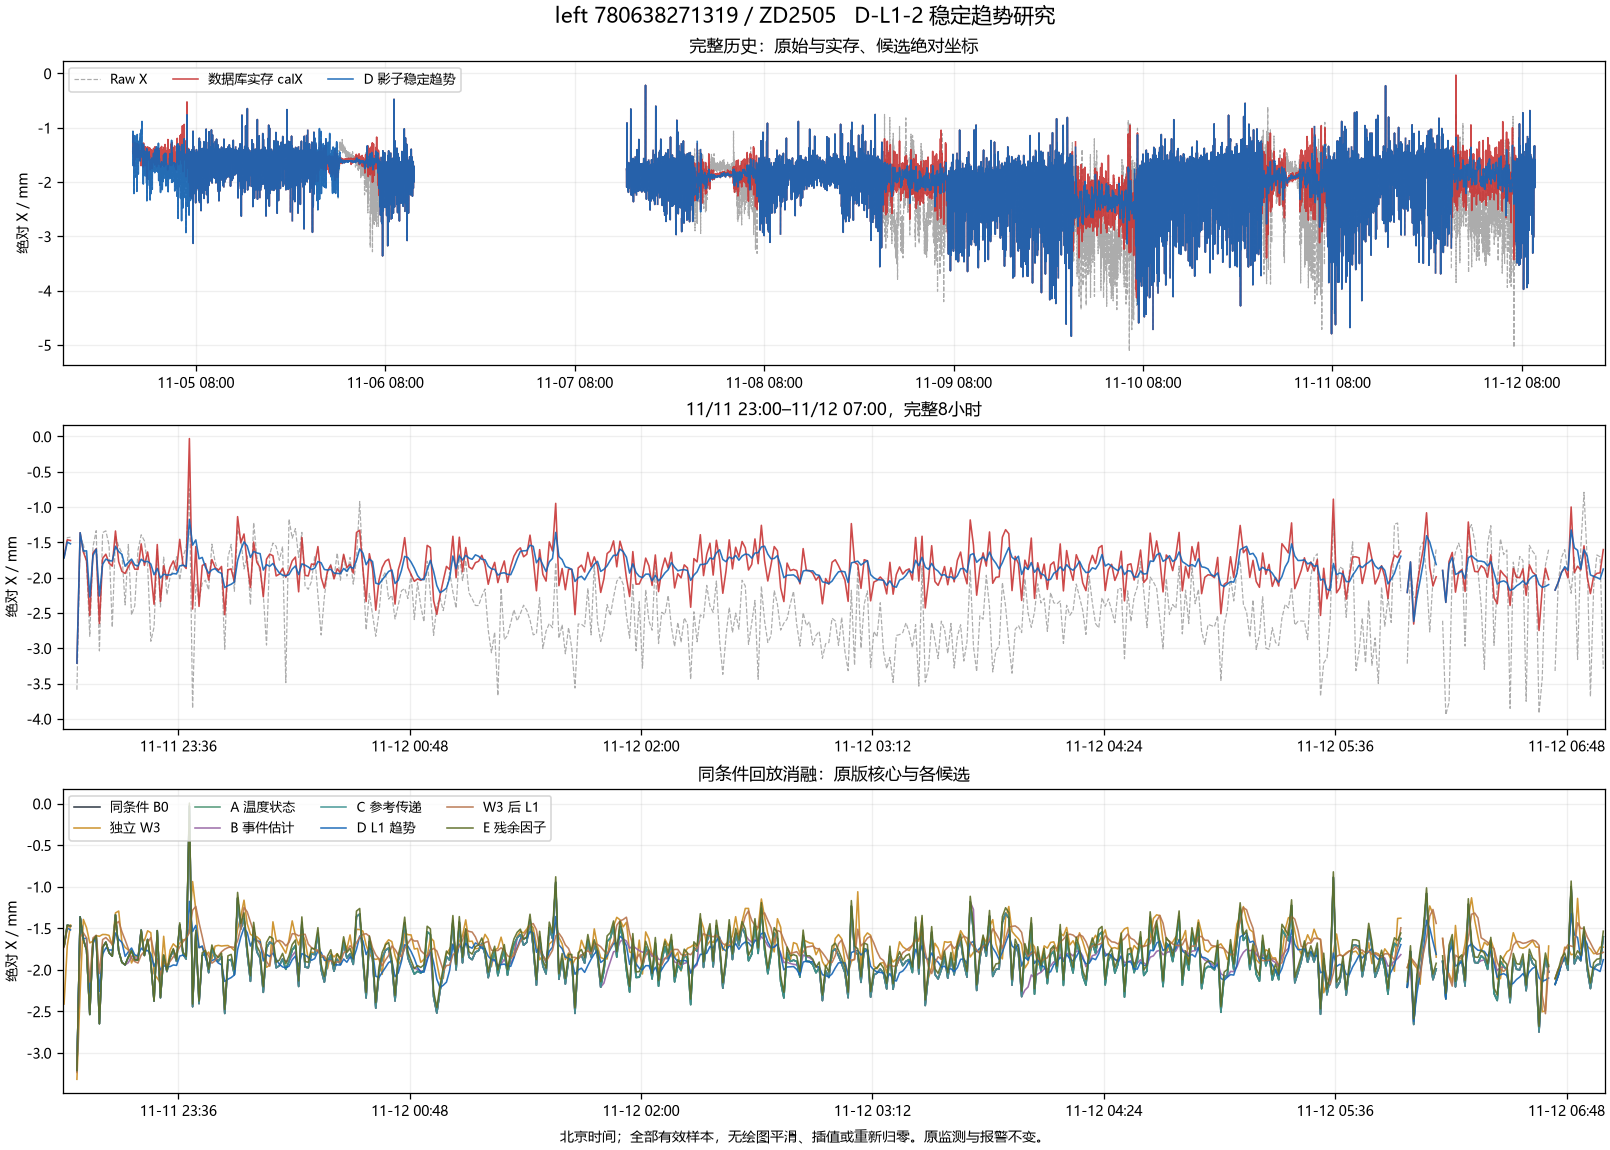 left 780638271319 / ZD2505   D-L1-2 稳定趋势研究
完整历史：原始与实存、候选绝对坐标
Raw X
数据库实存 calX
D 影子稳定趋势
绝对 X / mm
0
-1
-2
-3
-4
-5
11-05 08:00
11-06 08:00
11-07 08:00
11-08 08:00
11-09 08:00
11-10 08:00
11-11 08:00
11-12 08:00
11/11 23:00–11/12 07:00，完整8小时
绝对 X / mm
0.0
-0.5
-1.0
-1.5
-2.0
-2.5
-3.0
-3.5
-4.0
11-11 23:36
11-12 00:48
11-12 02:00
11-12 03:12
11-12 04:24
11-12 05:36
11-12 06:48
同条件回放消融：原版核心与各候选
同条件 B0
A 温度状态
C 参考传递
W3 后 L1
独立 W3
B 事件估计
D L1 趋势
E 残余因子
绝对 X / mm
0.0
-0.5
-1.0
-1.5
-2.0
-2.5
-3.0
11-11 23:36
11-12 00:48
11-12 02:00
11-12 03:12
11-12 04:24
11-12 05:36
11-12 06:48
北京时间；全部有效样本，无绘图平滑、插值或重新归零。原监测与报警不变。